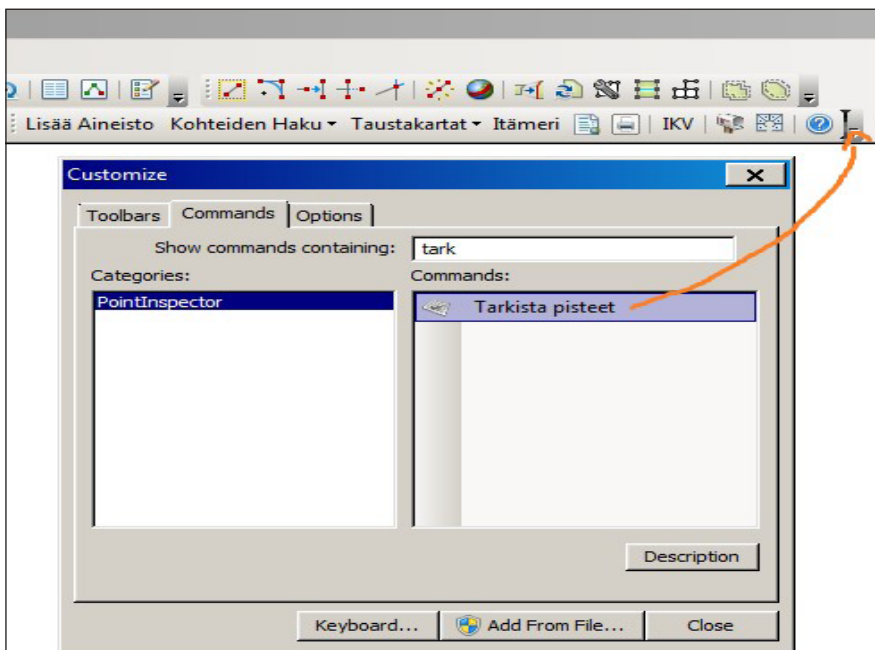 Lisää Aineisto Kohteiden Haku Taustakartat Itämeri IKV
Customize
Toolbars Commands Options
Show commands containing: tark
Categories: Commands:
PointInspector Tarkista pisteet
Description
Keyboard... Add From File... Close